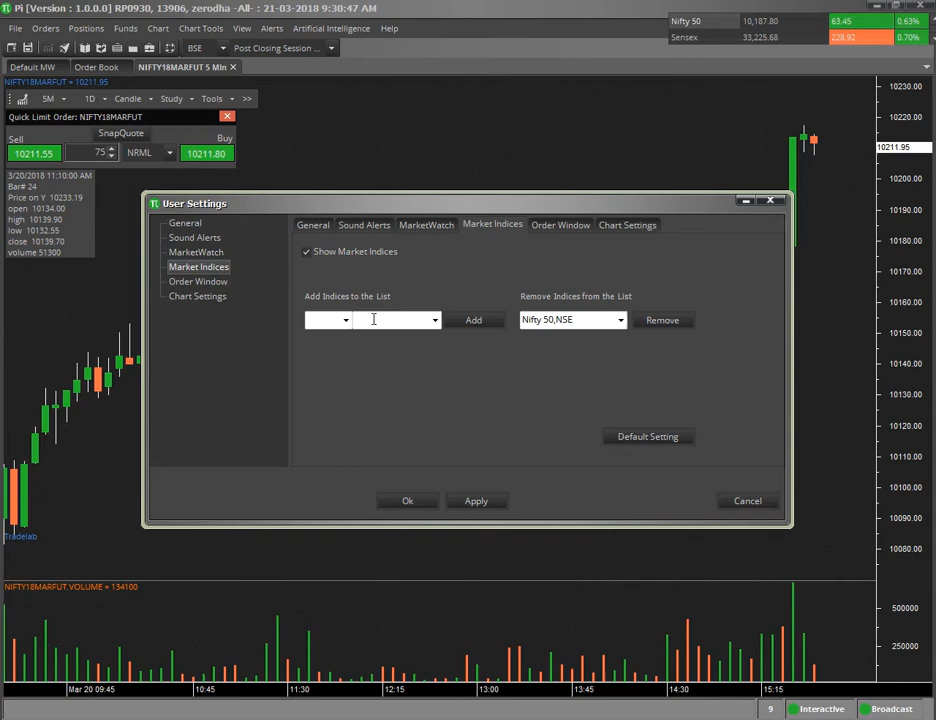 Pi [Version : 1.0.0.0] RP0930, 13906, zerodha -All- : 21-03-2018 9:30:47 AM
File Orders Positions Funds Chart Chart Tools View Alerts Artificial Intelligence Help
Nifty 50 10,187.80 63.45 0.63%
Sensex 33,225.68 228.92 0.70%
BSE Post Closing Session ...
Default MW Order Book NIFTY18MARFUT 5 MIn
NIFTY18MARFUT = 10211.95
5M 1D Candle Study Tools >>
Quick Limit Order: NIFTY18MARFUT
SnapQuote
Sell Buy
10211.55 75 NRML 10211.80
3/20/2018 11:10:00 AM
Bar# 24
Price on Y 10233.19
open 10134.00
high 10139.90
low 10132.55
close 10139.70
volume 51300
User Settings
General
Sound Alerts
MarketWatch
Market Indices
Order Window
Chart Settings
General Sound Alerts MarketWatch Market Indices Order Window Chart Settings
Show Market Indices
Add Indices to the List Remove Indices from the List
Add Nifty 50,NSE Remove
Default Setting
Ok Apply Cancel
10230.00
10220.00
10211.95
10200.00
10190.00
10180.00
10170.00
10160.00
10150.00
10140.00
10130.00
10120.00
10110.00
10100.00
10090.00
10080.00
Tradelab
NIFTY18MARFUT.VOLUME = 134100
500000
250000
Mar 20 09:45 10:45 11:30 12:15 13:00 13:45 14:30 15:15
9 Interactive Broadcast